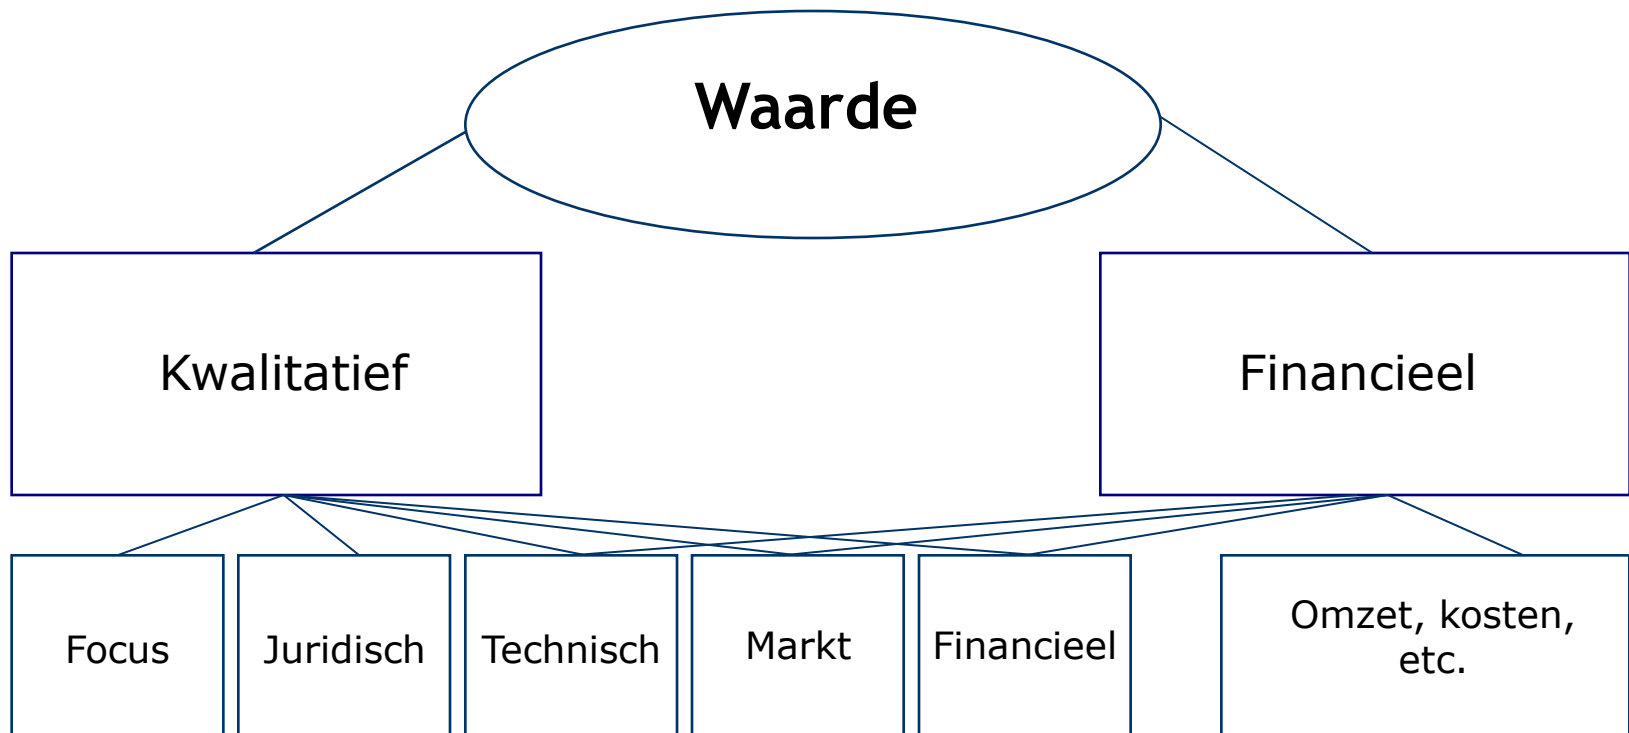 Waarde
Kwalitatief
Financieel
Focus
Juridisch
Technisch
Markt
Financieel
Omzet, kosten,
etc.